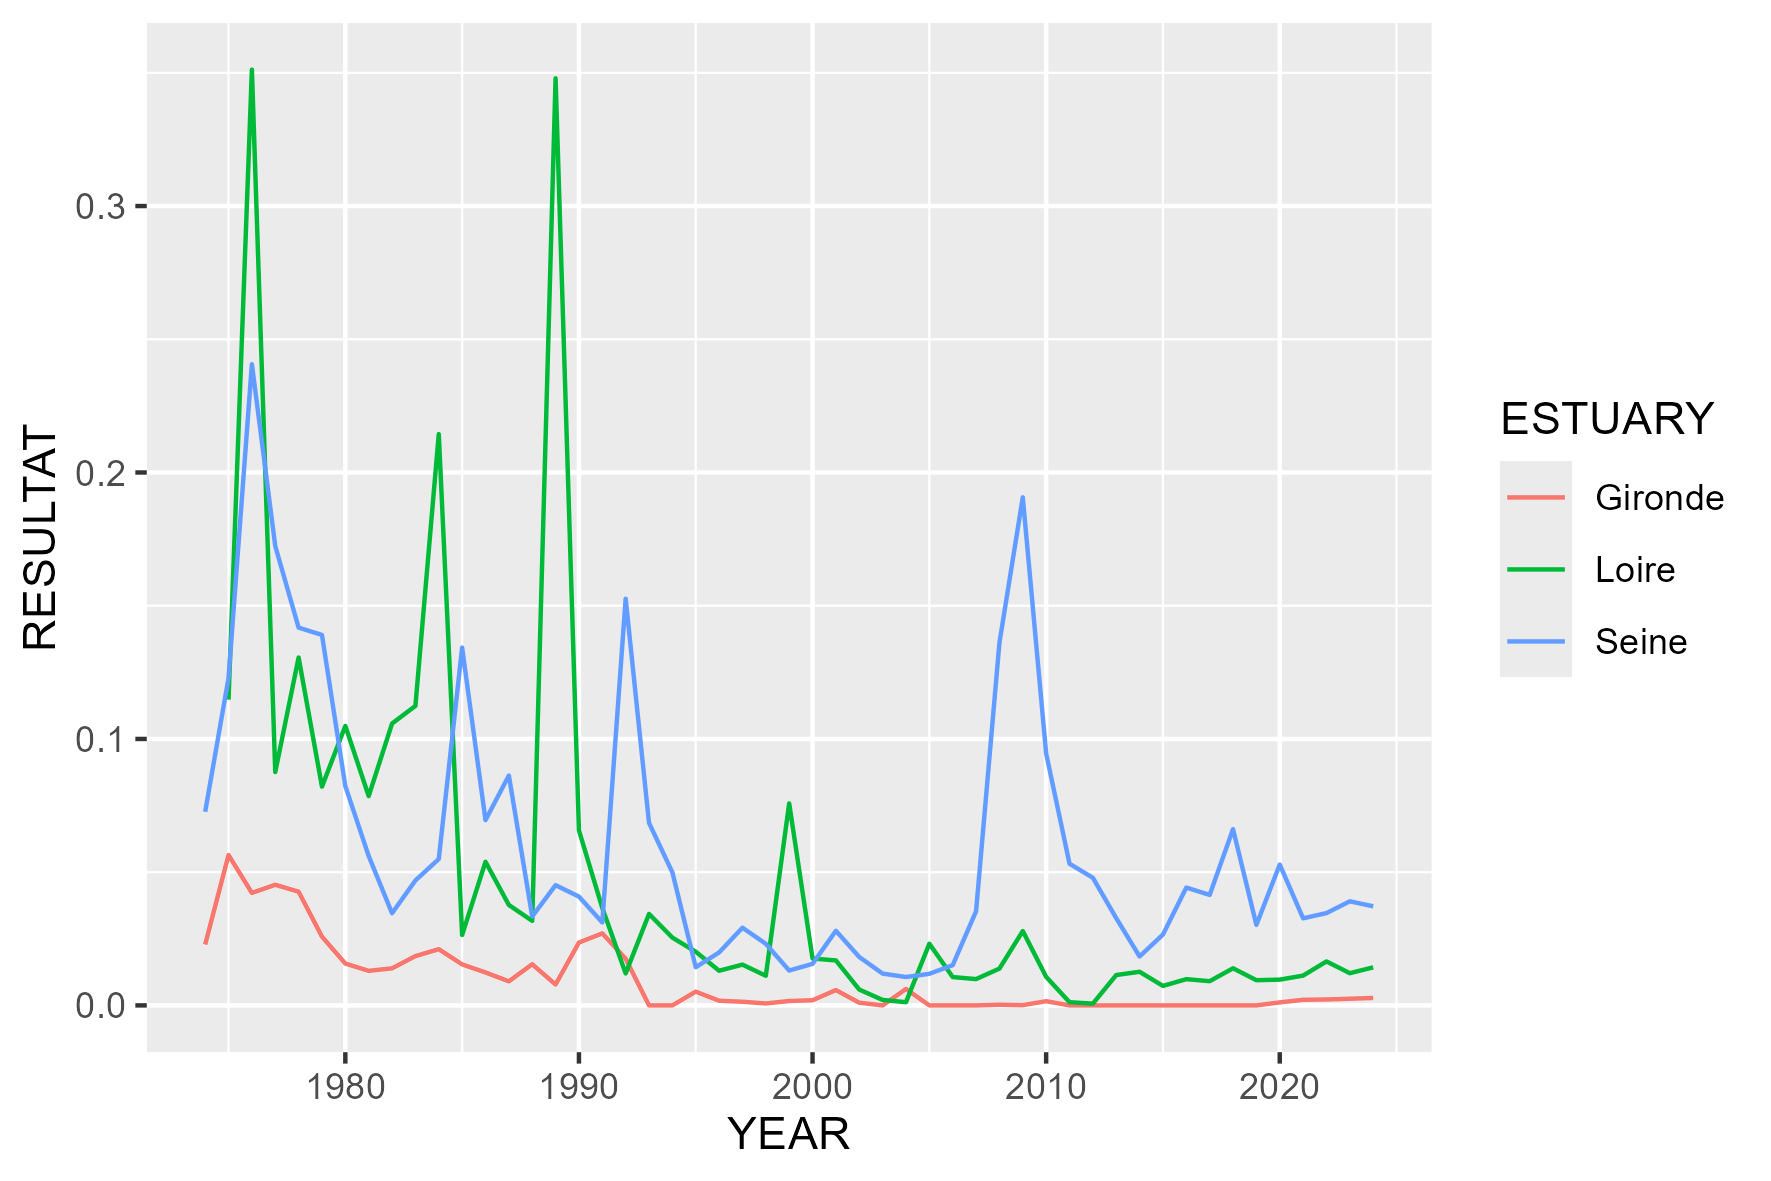 RESULTAT
0.3
0.2
0.1
0.0
1980 1990 2000 2010 2020
YEAR
ESTUARY
Gironde
Loire
Seine